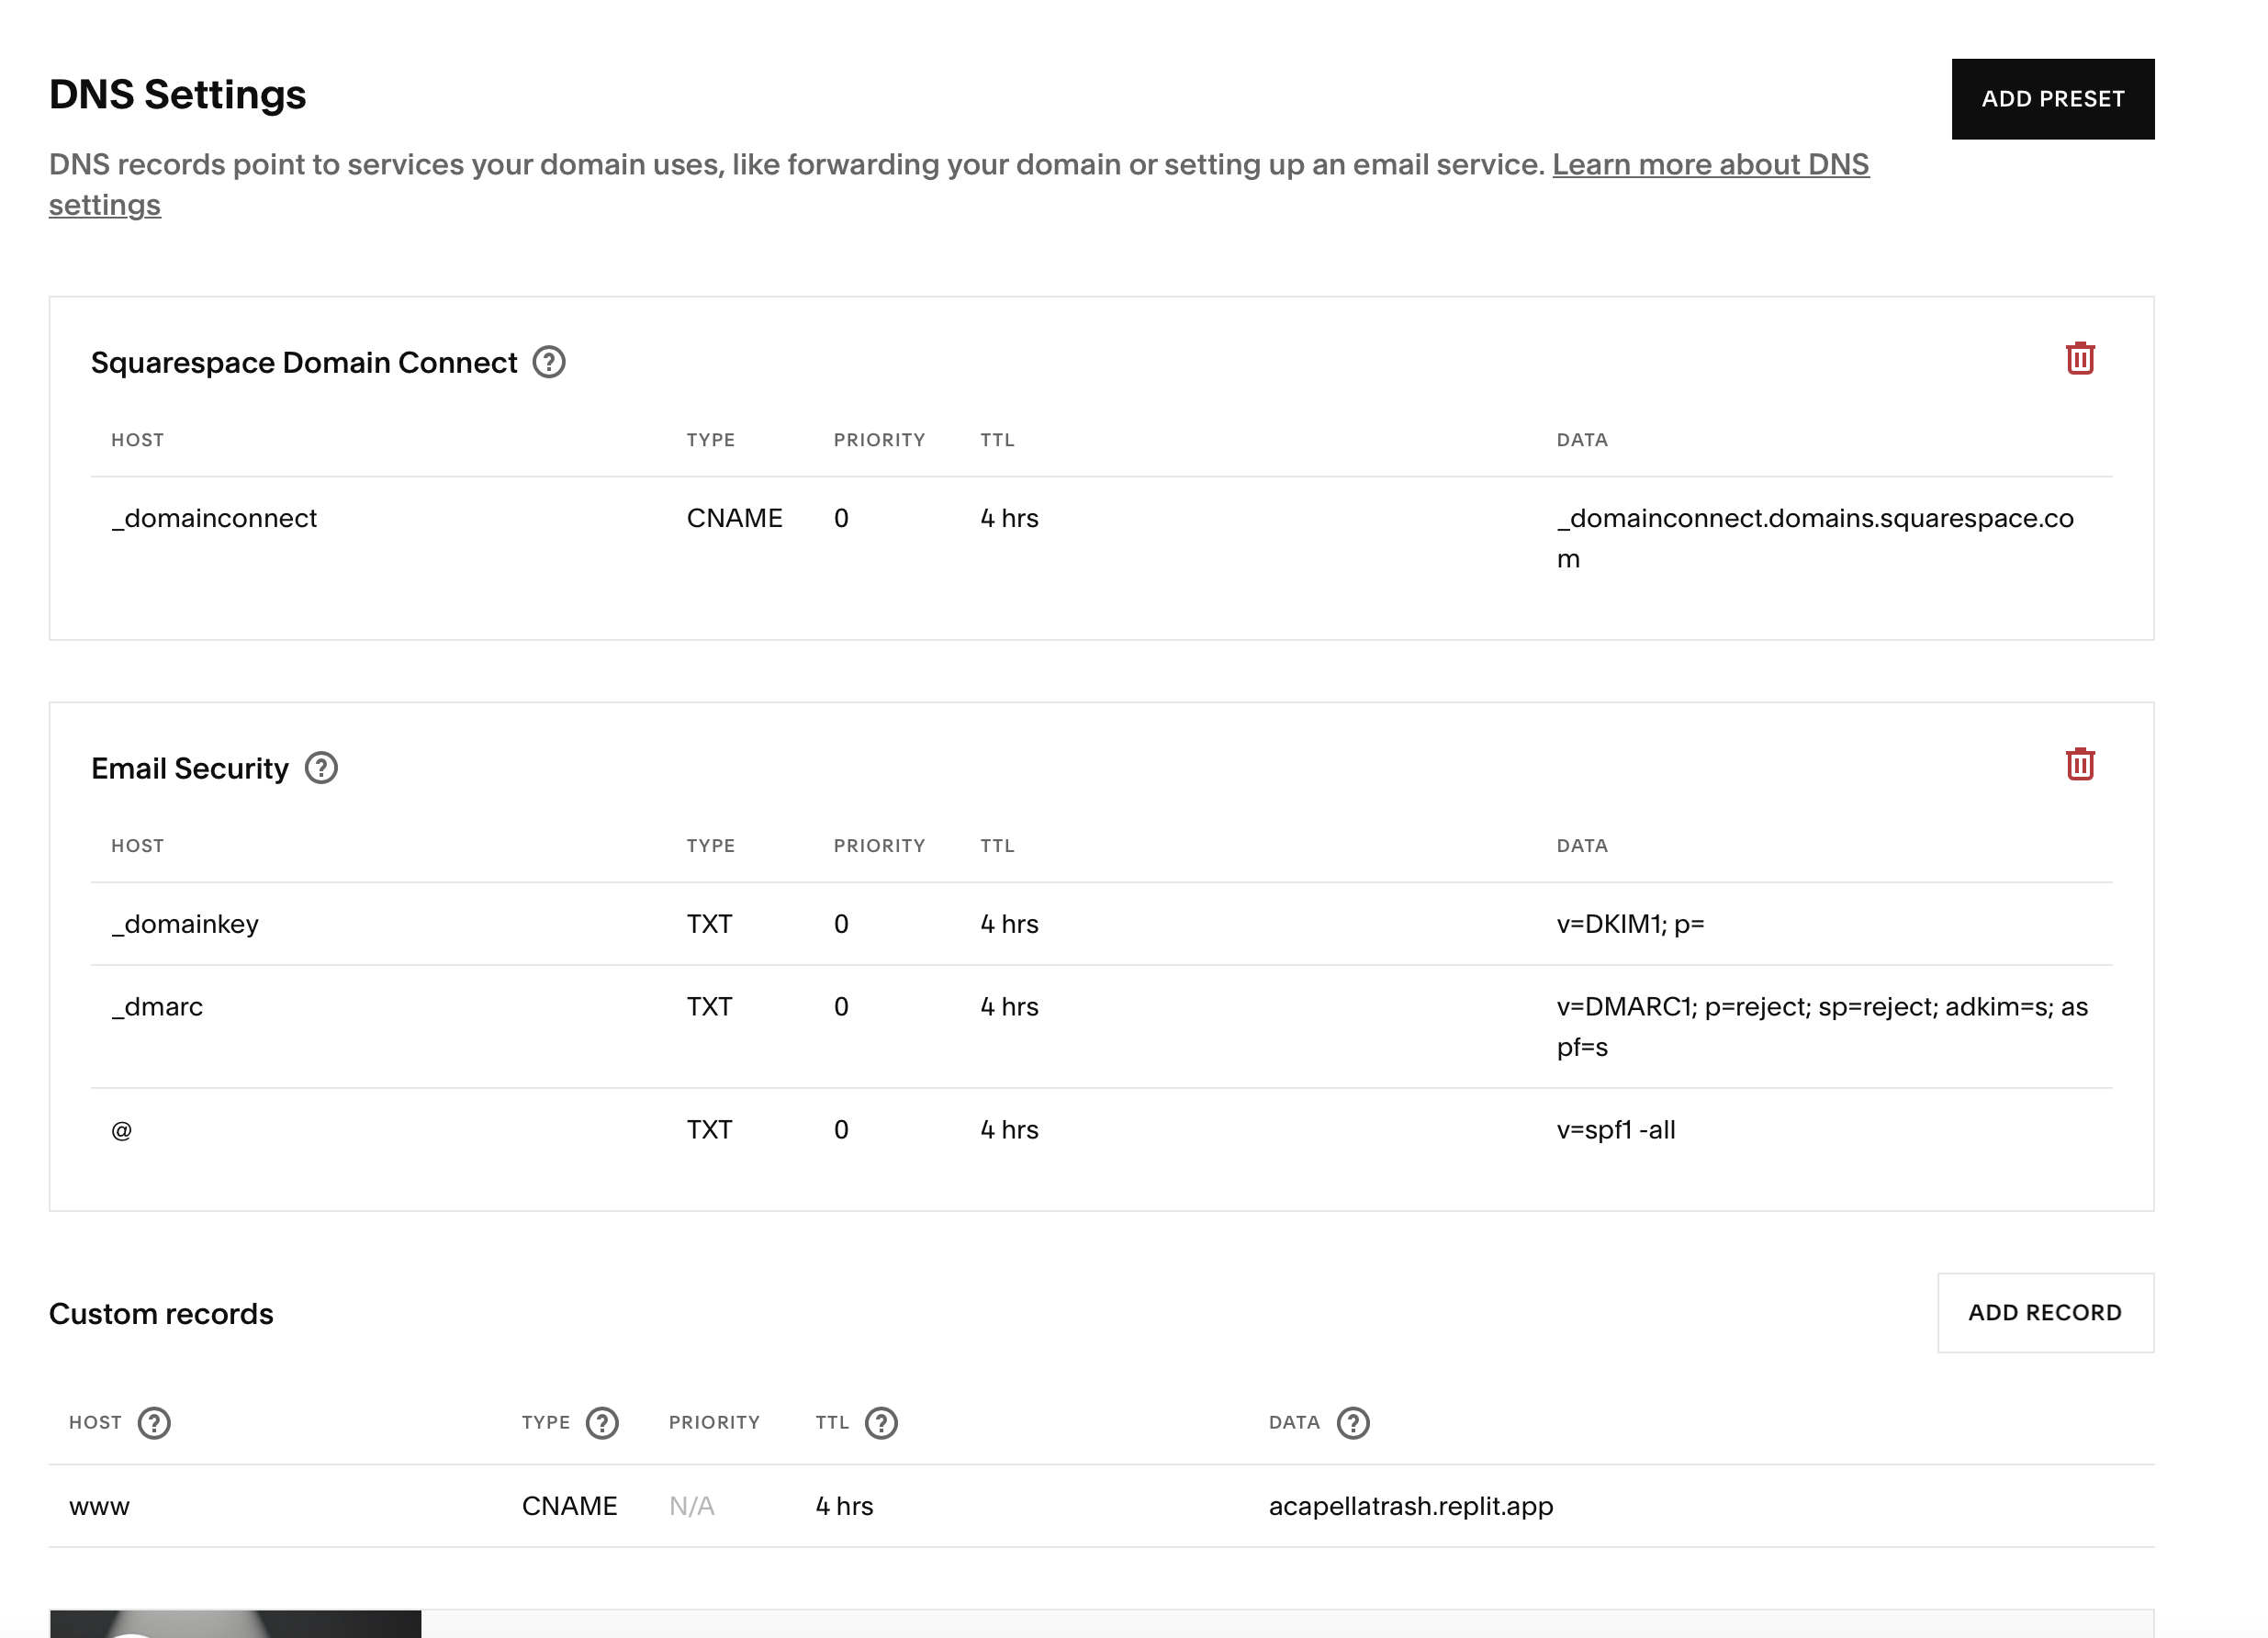 DNS Settings
ADD PRESET
DNS records point to services your domain uses, like forwarding your domain or setting up an email service. Learn more about DNS
settings
Squarespace Domain Connect ?
HOST TYPE PRIORITY TTL DATA
_domainconnect CNAME 0 4 hrs _domainconnect.domains.squarespace.co
m
Email Security ?
HOST TYPE PRIORITY TTL DATA
_domainkey TXT 0 4 hrs v=DKIM1; p=
_dmarc TXT 0 4 hrs v=DMARC1; p=reject; sp=reject; adkim=s; as
pf=s
@ TXT 0 4 hrs v=spf1 -all
Custom records
ADD RECORD
HOST ? TYPE ? PRIORITY TTL ? DATA ?
www CNAME N/A 4 hrs acapellatrash.replit.app